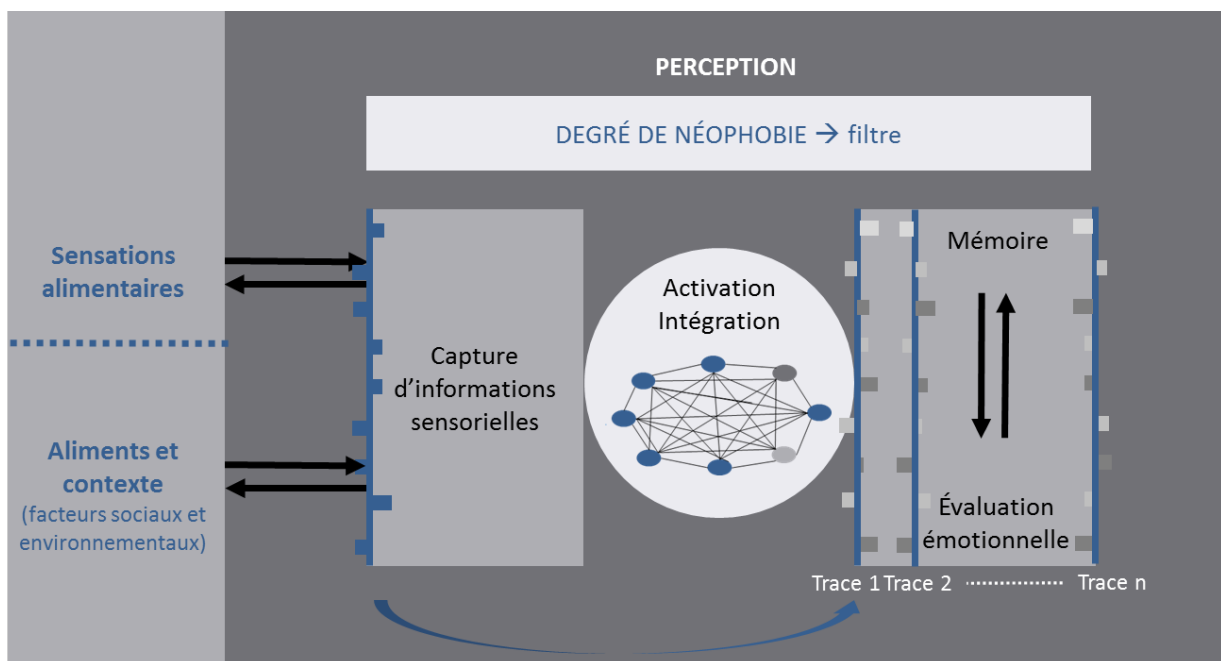 PERCEPTION
DEGRÉ DE NÉOPHOBIE → filtre
Sensations
alimentaires
Aliments et
contexte
(facteurs sociaux et
environnementaux)
Capture
d’informations
sensorielles
Activation
Intégration
Mémoire
Évaluation
émotionnelle
Trace 1 Trace 2 ................ Trace n